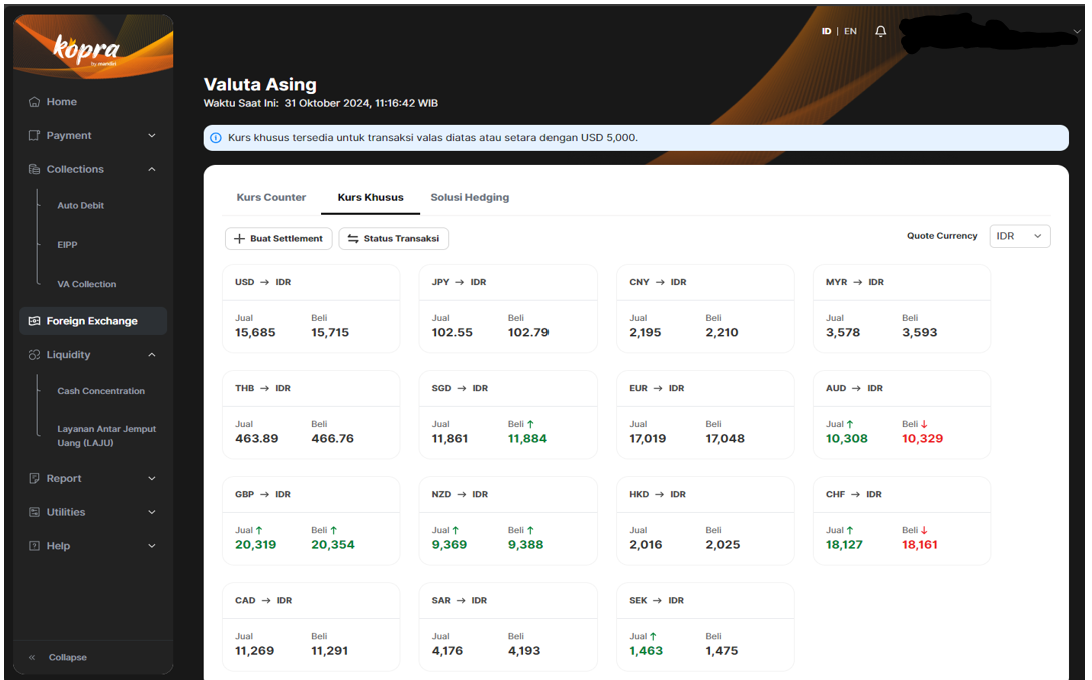 kopra
by mandiri
Home
Payment
Collections
Auto Debit
EIPP
VA Collection
Foreign Exchange
Liquidity
Cash Concentration
Layanan Antar Jemput
Uang (LAJU)
Report
Utilities
Help
Collapse
ID | EN
Valuta Asing
Waktu Saat Ini: 31 Oktober 2024, 11:16:42 WIB
Kurs khusus tersedia untuk transaksi valas diatas atau setara dengan USD 5,000.
Kurs Counter Kurs Khusus Solusi Hedging
+ Buat Settlement Status Transaksi Quote Currency IDR
USD → IDR JPY → IDR CNY → IDR MYR → IDR
Jual Beli Jual Beli Jual Beli Jual Beli
15,685 15,715 102.55 102.79 2,195 2,210 3,578 3,593
THB → IDR SGD → IDR EUR → IDR AUD → IDR
Jual Beli Jual Beli ↑ Jual Beli Jual ↑ Beli ↓
463.89 466.76 11,861 11,884 17,019 17,048 10,308 10,329
GBP → IDR NZD → IDR HKD → IDR CHF → IDR
Jual ↑ Beli ↑ Jual ↑ Beli ↑ Jual Beli Jual ↑ Beli ↓
20,319 20,354 9,369 9,388 2,016 2,025 18,127 18,161
CAD → IDR SAR → IDR SEK → IDR
Jual Beli Jual Beli Jual ↑ Beli
11,269 11,291 4,176 4,193 1,463 1,475